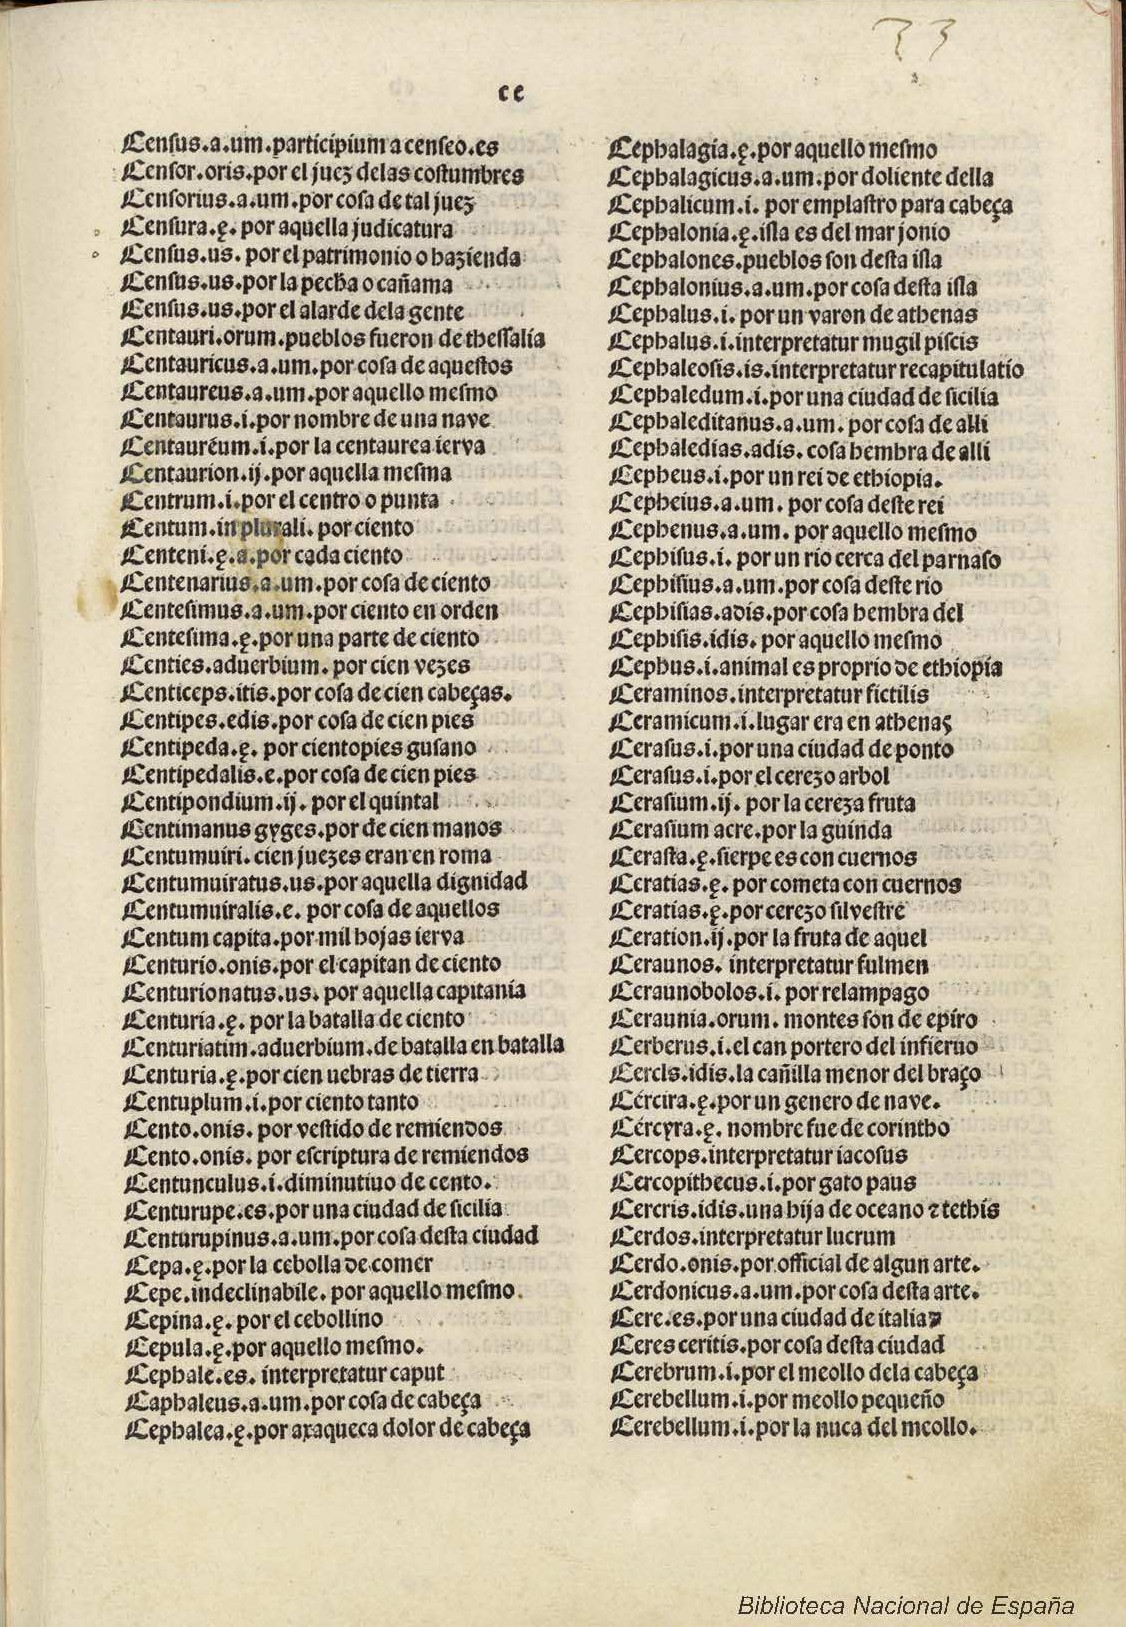 33
ce
Census.a.um.participium a censeo.es
Censor.oris.por el juez delas costumbres
Censorius.a.um.por cosa de tal juez
Censura.ę.por aquella judicatura
Census.us.por el patrimonio o hazienda
Census.us.por la pecha o cañama
Census.us.por el alarde dela gente
Centauri.orum.pueblos fueron de thessalia
Centauricus.a.um.por cosa de aquestos
Centaureus.a.um.por aquello mesmo
Centaurus.i.por nombre de una nave
Centauréum.i.por la centaurea ierva
Centaurion.ij.por aquella mesma
Centrum.i.por el centro o punta
Centum.in plurali.por ciento
Centeni.ę.a.por cada ciento
Centenarius.a.um.por cosa de ciento
Centesimus.a.um.por ciento en orden
Centesima.ę.por una parte de ciento
Centies.aduerbium.por cien vezes
Centiceps.itis.por cosa de cien cabeças.
Centipes.edis.por cosa de cien pies
Centipeda.ę.por cientopies gusano
Centipedalis.e.por cosa de cien pies
Centipondium.ij.por el quintal
Centimanus gyges.por de cien manos
Centumuiri.cien juezes eran en roma
Centumuiratus.us.por aquella dignidad
Centumuiralis.e.por cosa de aquellos
Centum capita.por mil hojas ierva
Centurio.onis.por el capitan de ciento
Centurionatus.us.por aquella capitania
Centuria.ę.por la batalla de ciento
Centuriatim.aduerbium.de batalla en batalla
Centuria.ę.por cien uebras de tierra
Centuplum.i.por ciento tanto
Cento.onis.por vestido de remiendos
Cento.onis.por escriptura de remiendos
Centunculus.i.diminutiuo de cento.
Centurupe.es.por una ciudad de sicilia
Centurupinus.a.um.por cosa desta ciudad
Cepa.ę.por la cebolla de comer
Cepe.indeclinabile.por aquello mesmo.
Cepina.ę.por el cebollino
Cepula.ę.por aquello mesmo.
Cephale.es.interpretatur caput
Caphaleus.a.um.por cosa de cabeça
Cephalea.ę.por axaqueca dolor de cabeça
Cephalagia.ę.por aquello mesmo
Cephalagicus.a.um.por doliente della
Cephalicum.i.por emplastro para cabeça
Cephalonia.ę.isla es del mar jonio
Cephalones.pueblos son desta isla
Cephalonius.a.um.por cosa desta isla
Cephalus.i.por un varon de athenas
Cephalus.i.interpretatur mugil piscis
Cephaleosis.is.interpretatur recapitulatio
Cephaledum.i.por una ciudad de sicilia
Cephaleditanus.a.um.por cosa de alli
Cephaledias.adis.cosa hembra de alli
Cepheus.i.por un rei de ethiopia.
Cepheius.a.um.por cosa deste rei
Cephenus.a.um.por aquello mesmo
Cephisus.i.por un rio cerca del parnaso
Cephisius.a.um.por cosa deste rio
Cephisias.adis.por cosa hembra del
Cephisis.idis.por aquello mesmo
Cephus.i.animal es proprio de ethiopia
Ceraminos.interpretatur fictilis
Ceramicum.i.lugar era en athenas
Cerasus.i.por una ciudad de ponto
Cerasus.i.por el cerezo arbol
Cerasium.ij.por la cereza fruta
Cerasium acre.por la guinda
Cerasta.ę.sierpe es con cuernos
Ceratias.ę.por cometa con cuernos
Ceratias.ę.por cerezo silvestre
Ceration.ij.por la fruta de aquel
Ceraunos.interpretatur fulmen
Ceraunobolos.i.por relampago
Ceraunia.orum.montes son de epiro
Cerberus.i.el can portero del infierno
Cercis.idis.la cañilla menor del braço
Cércira.ę.por un genero de nave.
Cércyra.ę.nombre fue de corintho
Cercops.interpretatur iacosus
Cercopithecus.i.por gato paus
Cercris.idis.una hija de oceano ⁊ tethis
Cerdos.interpretatur lucrum
Cerdo.onis.por official de algun arte.
Cerdonicus.a.um.por cosa desta arte.
Cere.es.por una ciudad de italia
Ceres ceritis.por cosa desta ciudad
Cerebrum.i.por el meollo dela cabeça
Cerebellum.i.por meollo pequeño
Cerebellum.i.por la nuca del meollo.
Biblioteca Nacional de España